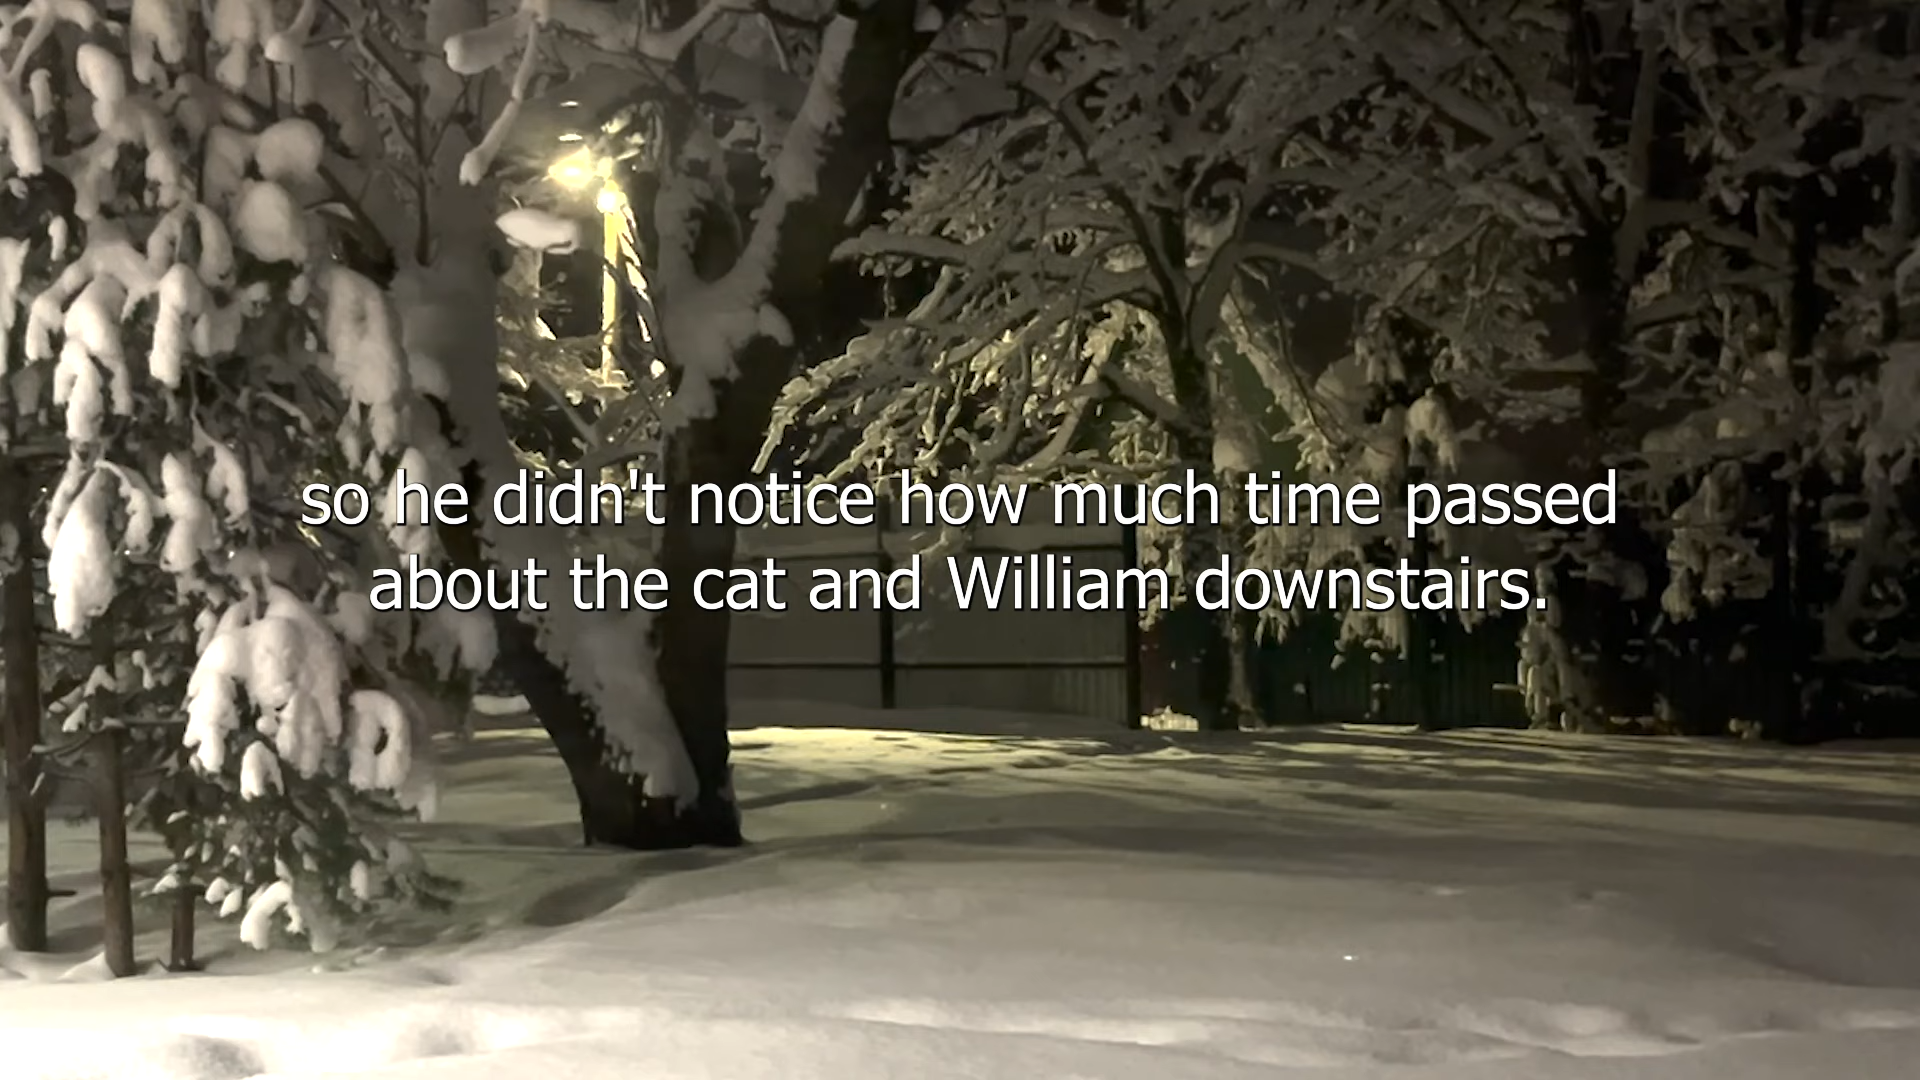 so he didn't notice how much time passed
about the cat and William downstairs.